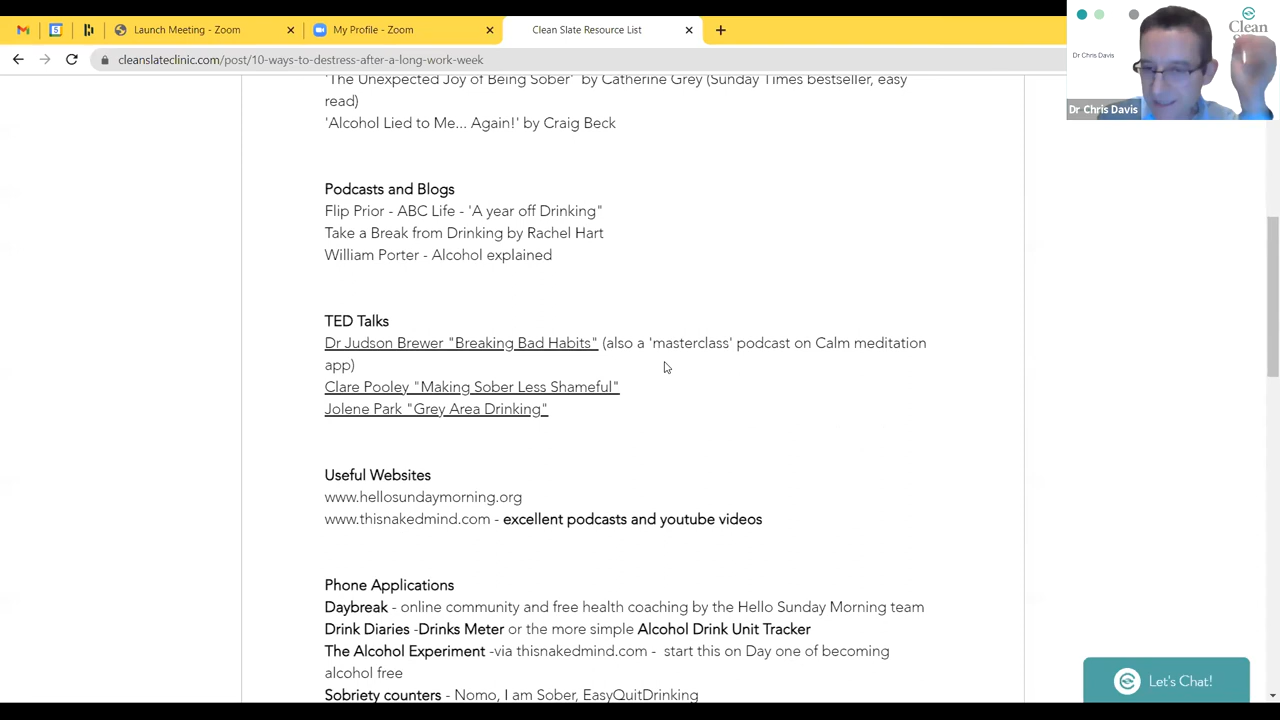 Launch Meeting - Zoom
My Profile - Zoom
Clean Slate Resource List
cleanslateclinic.com/post/10-ways-to-destress-after-a-long-work-week
Clean
Dr Chris Davis
Dr Chris Davis
'The Unexpected Joy of Being Sober' by Catherine Grey (Sunday Times bestseller, easy
read)
'Alcohol Lied to Me... Again!' by Craig Beck
Podcasts and Blogs
Flip Prior - ABC Life - 'A year off Drinking"
Take a Break from Drinking by Rachel Hart
William Porter - Alcohol explained
TED Talks
Dr Judson Brewer "Breaking Bad Habits" (also a 'masterclass' podcast on Calm meditation
app)
Clare Pooley "Making Sober Less Shameful"
Jolene Park "Grey Area Drinking"
Useful Websites
www.hellosundaymorning.org
www.thisnakedmind.com - excellent podcasts and youtube videos
Phone Applications
Daybreak - online community and free health coaching by the Hello Sunday Morning team
Drink Diaries -Drinks Meter or the more simple Alcohol Drink Unit Tracker
The Alcohol Experiment -via thisnakedmind.com - start this on Day one of becoming
alcohol free
Sobriety counters - Nomo, I am Sober, EasyQuitDrinking
Let's Chat!